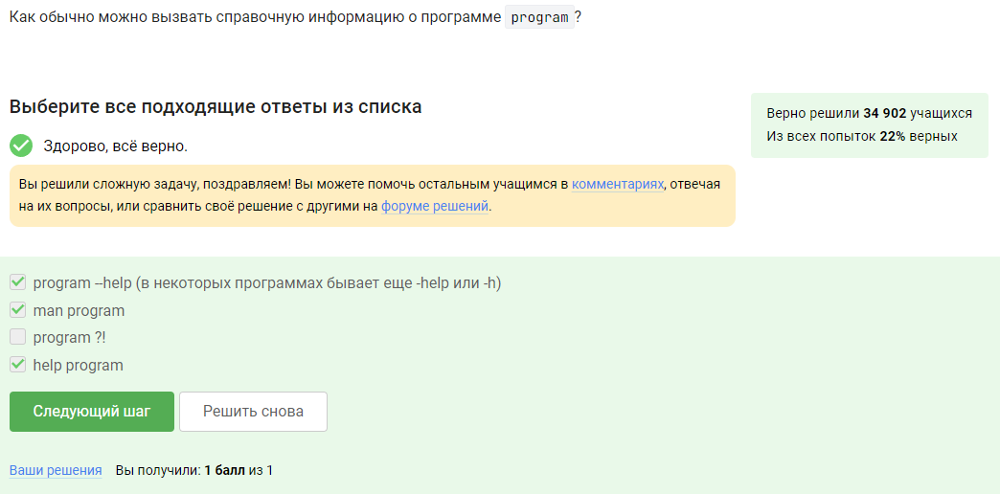 Как обычно можно вызвать справочную информацию о программе program?
Выберите все подходящие ответы из списка
Верно решили 34 902 учащихся
Из всех попыток 22% верных
Здорово, всё верно.
Вы решили сложную задачу, поздравляем! Вы можете помочь остальным учащимся в комментариях, отвечая
на их вопросы, или сравнить своё решение с другими на форуме решений.
program --help (в некоторых программах бывает еще -help или -h)
man program
program ?!
help program
Следующий шаг
Решить снова
Ваши решения Вы получили: 1 балл из 1